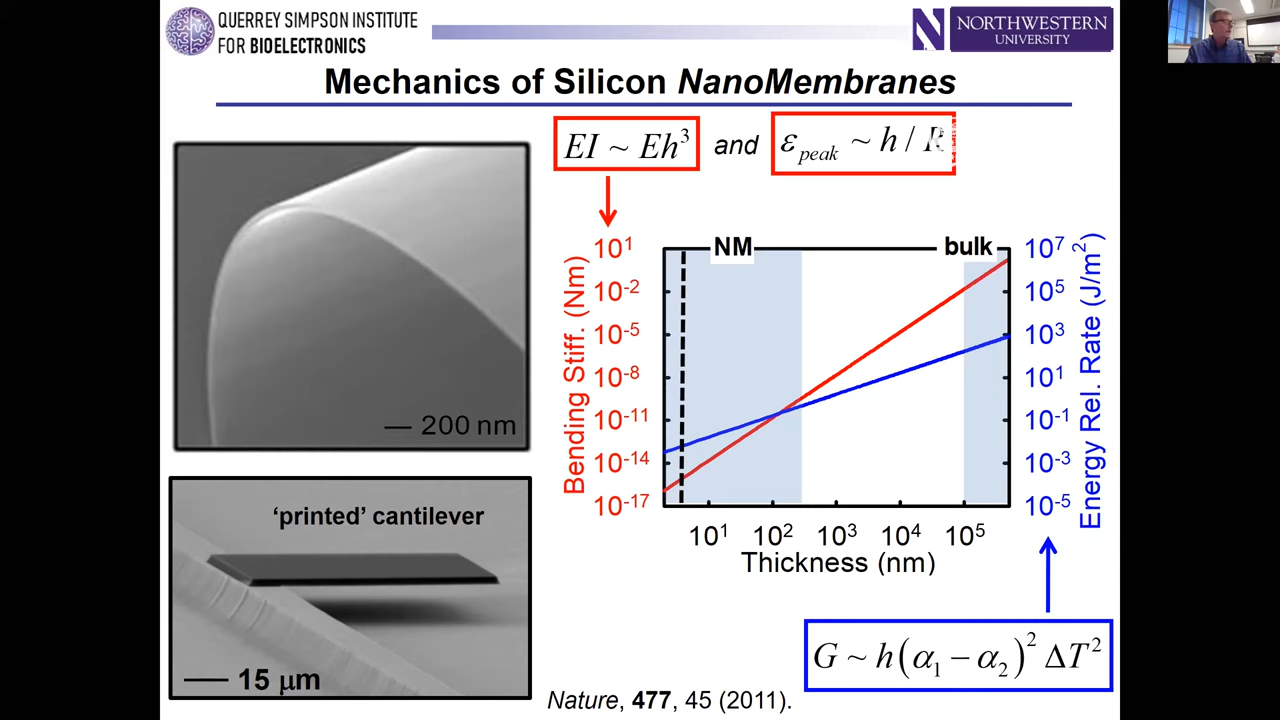 QUERREY SIMPSON INSTITUTE
FOR BIOELECTRONICS
N NORTHWESTERN
UNIVERSITY
Mechanics of Silicon NanoMembranes
EI ~ Eh³ and ε_peak ~ h / R
200 nm
'printed' cantilever
15 μm
NM
bulk
Bending Stiff. (Nm)
10¹
10⁻²
10⁻⁵
10⁻⁸
10⁻¹¹
10⁻¹⁴
10⁻¹⁷
10⁷
10⁵
10³
10¹
10⁻¹
10⁻³
10⁻⁵
Energy Rel. Rate (J/m²)
10¹ 10² 10³ 10⁴ 10⁵
Thickness (nm)
G ~ h(α₁ − α₂)² ΔT²
Nature, 477, 45 (2011).